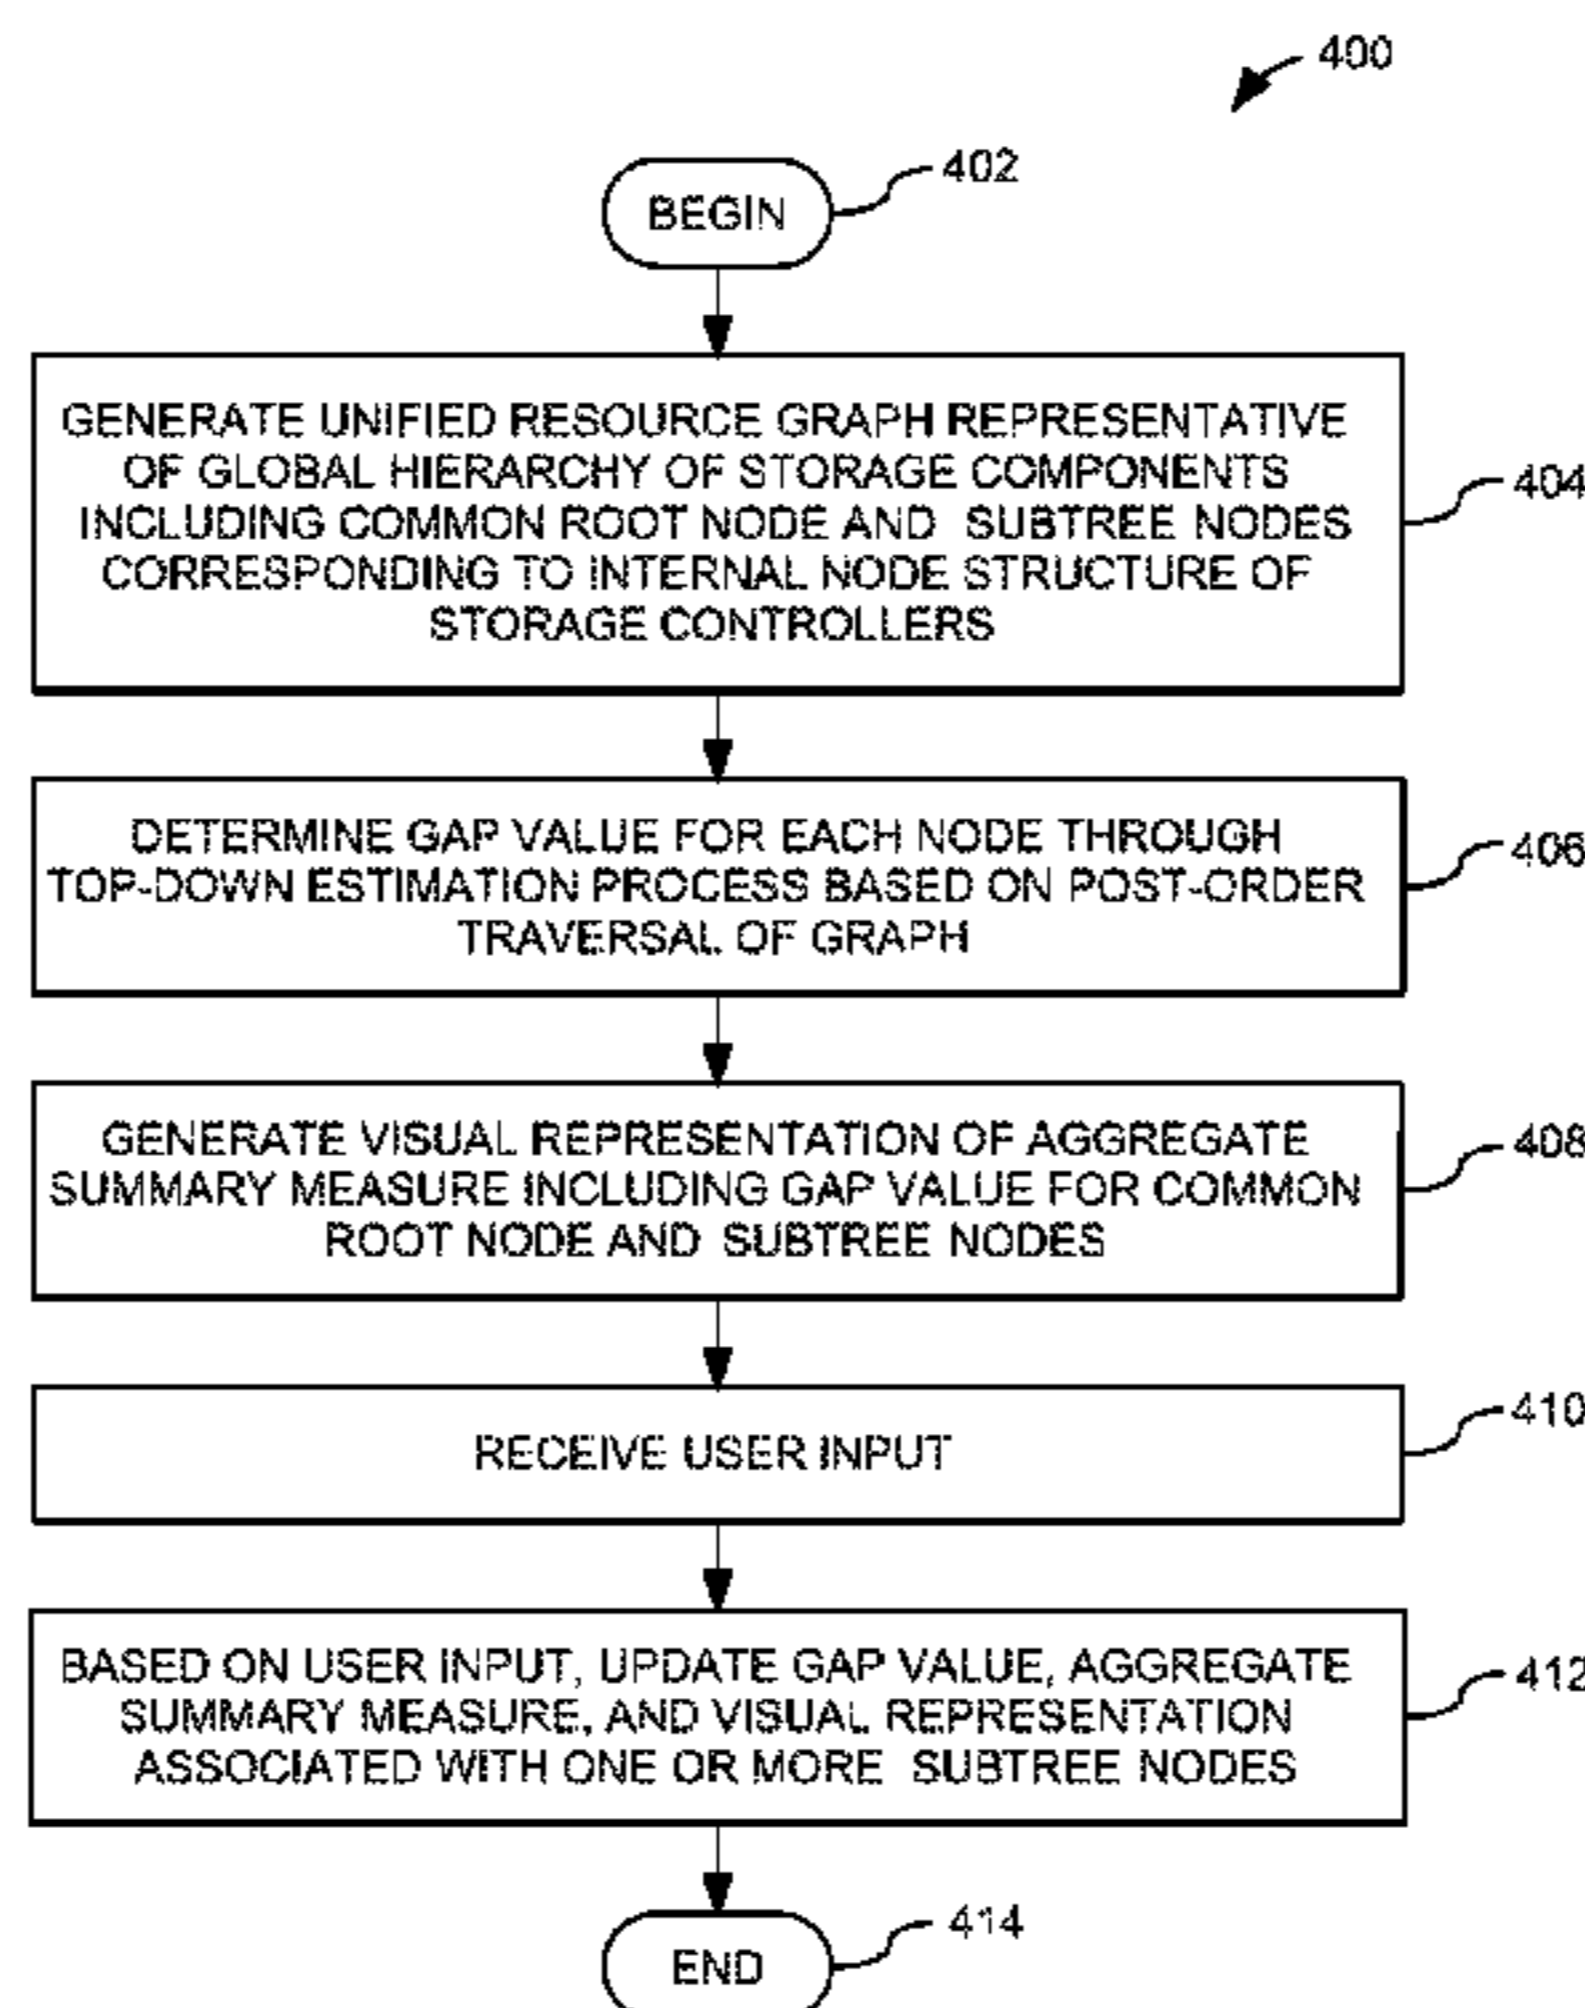 400
BEGIN
402
GENERATE UNIFIED RESOURCE GRAPH REPRESENTATIVE
OF GLOBAL HIERARCHY OF STORAGE COMPONENTS
INCLUDING COMMON ROOT NODE AND SUBTREE NODES
CORRESPONDING TO INTERNAL NODE STRUCTURE OF
STORAGE CONTROLLERS
404
DETERMINE GAP VALUE FOR EACH NODE THROUGH
TOP-DOWN ESTIMATION PROCESS BASED ON POST-ORDER
TRAVERSAL OF GRAPH
406
GENERATE VISUAL REPRESENTATION OF AGGREGATE
SUMMARY MEASURE INCLUDING GAP VALUE FOR COMMON
ROOT NODE AND SUBTREE NODES
408
RECEIVE USER INPUT
410
BASED ON USER INPUT, UPDATE GAP VALUE, AGGREGATE
SUMMARY MEASURE, AND VISUAL REPRESENTATION
ASSOCIATED WITH ONE OR MORE SUBTREE NODES
412
END
414